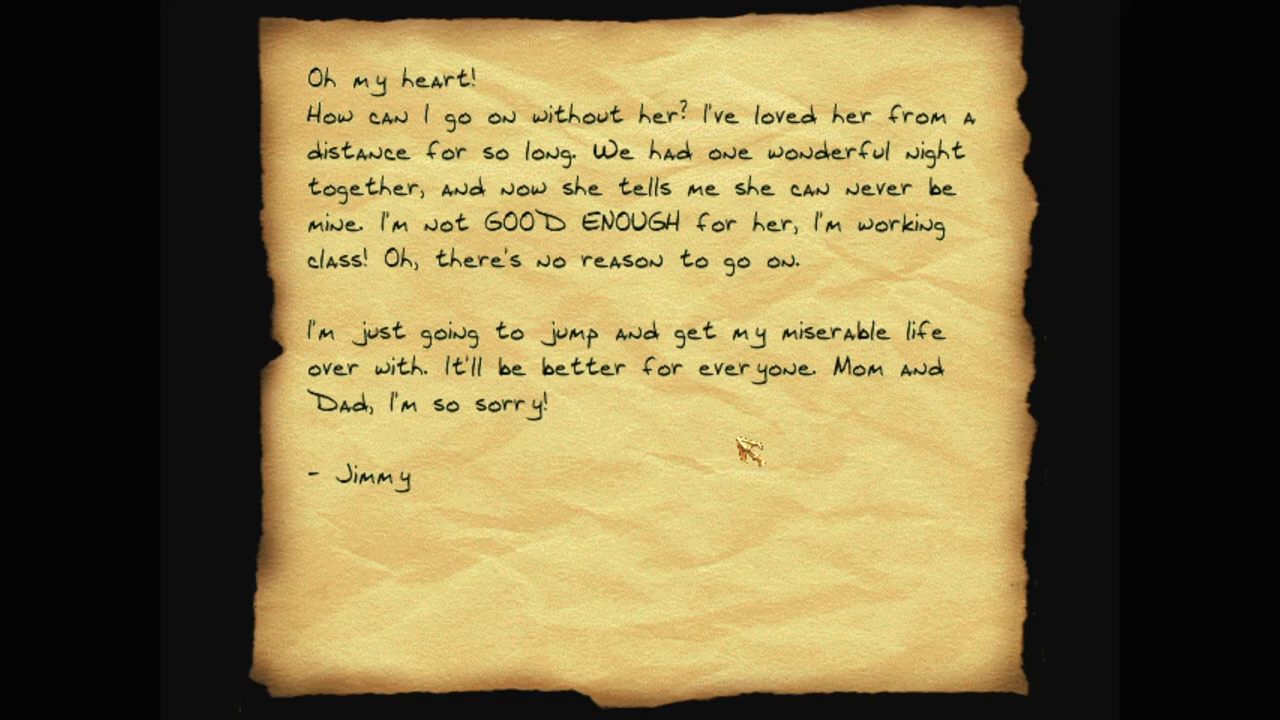 Oh my heart!
How can I go on without her? I've loved her from a
distance for so long. We had one wonderful night
together, and now she tells me she can never be
mine. I'm not GOOD ENOUGH for her, I'm working
class! Oh, there's no reason to go on.
I'm just going to jump and get my miserable life
over with. It'll be better for everyone. Mom and
Dad, I'm so sorry!
- Jimmy